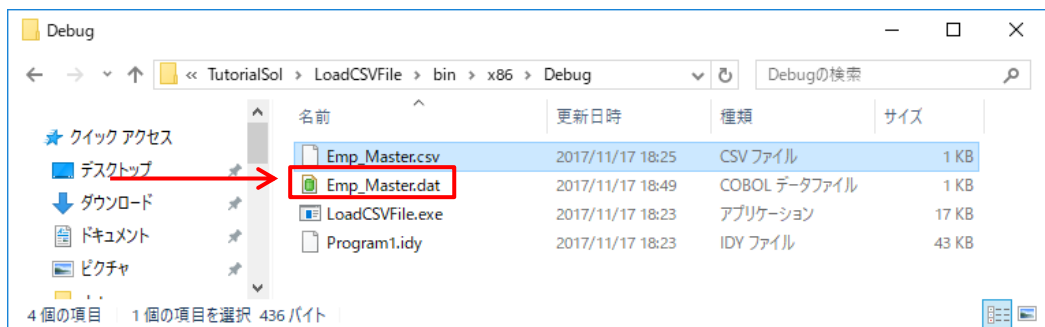 Debug
« TutorialSol > LoadCSVFile > bin > x86 > Debug
Debugの検索
名前 更新日時 種類 サイズ
クイック アクセス
デスクトップ
ダウンロード
ドキュメント
ピクチャ
Emp_Master.csv 2017/11/17 18:25 CSV ファイル 1 KB
Emp_Master.dat 2017/11/17 18:49 COBOL データファイル 1 KB
LoadCSVFile.exe 2017/11/17 18:23 アプリケーション 17 KB
Program1.idy 2017/11/17 18:23 IDY ファイル 43 KB
4 個の項目 1 個の項目を選択 436 バイト